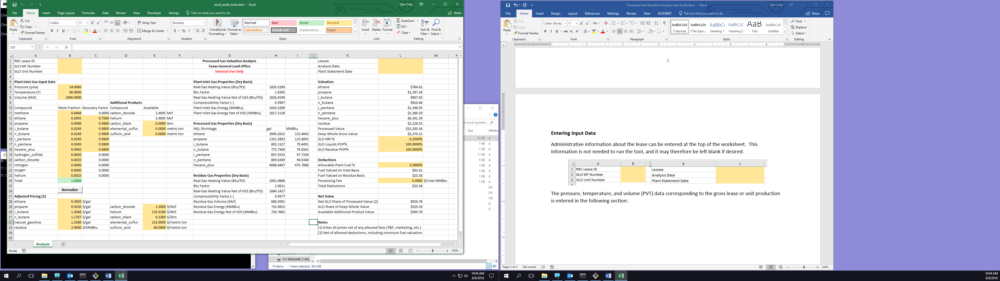 excel_audit_tools.xlsm - Excel
Tom Ortiz
File Home Insert Page Layout Formulas Data Review View Developer xlwings Tell me what you want to do Share
Paste
Cut
Copy
Format Painter
Calibri 11
Wrap Text
Merge & Center
Number
Conditional Formatting
Format as Table
Normal Bad Good Neutral
Calculation Check Cell Explanatory ... Input
Insert Delete Format
AutoSum
Fill
Clear
Sort & Filter
Find & Select
Clipboard Font Alignment Number Styles Cells Editing
J32
A B C D E F G H I J K L M N
1 RRC Lease ID Processed Gas Valuation Analysis Lessee
2 GLO MF Number Texas General Land Office Analysis Date
3 GLO Unit Number Internal Use Only Plant Statement Date
4
5 Plant Inlet Gas Input Data Plant Inlet Gas Properties (Dry Basis) Valuation
6 Pressure (psia) 14.6960 Real Gas Heating Value (Btu/ft3) 1820.5289 ethane $784.62
7 Temperature (F) 60.0000 Btu Factor 1.8205 propane $1,287.38
8 Volume (Mcf) 1000.0000 Real Gas Heating Value Net of H2S (Btu/ft3) 1826.4540 i_butane $967.45
9 Additional Products Compressibility Factor (-) 0.9907 n_butane $910.46
10 Compound Mole Fraction Recovery Factor Compound Available Plant Inlet Gas Energy (MMBtu) 1820.5289 i_pentane $1,398.93
11 methane 0.6468 0.0000 carbon_dioxide 2.4895 Mcf Plant Inlet Gas Energy Net of H2S (MMBtu) 1817.3136 n_pentane $1,386.59
12 ethane 0.0995 0.7500 helium 2.4895 Mcf hexane_plus $6,341.39
13 propane 0.0498 0.9800 carbon_black 0.0000 lbm Processed Gas Properties (Dry Basis) residue $2,128.55
14 i_butane 0.0249 0.9800 elemental_sulfur 0.0000 metric ton NGL Shrinkage gal MMBtu Processed Value $15,205.36
15 n_butane 0.0249 0.9800 sulfuric_acid 0.0000 metric ton ethane 2009.2615 132.4043 Keep Whole Gross Value $5,270.21
16 i_pentane 0.0249 0.9800 propane 1352.2892 122.8893 GLO NRI % 6.2500%
17 n_pentane 0.0249 0.9800 i_butane 803.1327 79.4491 GLO Liquids POP% 100.0000%
18 hexane_plus 0.0945 0.9800 n_butane 773.7360 79.6561 GLO Residue POP% 100.0000%
19 hydrogen_sulfide 0.0050 0.0000 i_pentane 897.5552 97.7258
20 carbon_dioxide 0.0025 0.0000 n_pentane 889.6369 98.6340 Deductions
21 nitrogen 0.0000 0.0000 hexane_plus 4068.6467 475.7888 Allowable Plant Fuel % 3.5000%
22 oxygen 0.0000 0.0000 Fuel Valued on Inlet Basis $63.61
23 helium 0.0025 0.0000 Residue Gas Properties (Dry Basis) Fuel Valued on Residue Basis $25.58
24 Total 1.0000 Real Gas Heating Value (Btu/ft3) 1061.0886 Processing Fee 0.0000 $/Inlet MMBtu
25 Normalize Btu Factor 1.0611 Total Deductions $25.58
26 Real Gas Heating Value Net of H2S (Btu/ft3) 1064.1427
27 Adjusted Pricing [1] Compressibility Factor (-) 0.9977 Net Value
28 ethane 0.3905 $/gal Residue Gas Volume (Mcf) 686.5001 Net GLO Share of Processed Value [2] $924.76
29 propane 0.9520 $/gal carbon_dioxide 1.5000 $/Mcf Residue Gas Energy (MMBtu) 733.9815 GLO Share of Keep Whole Value $329.39
30 i_butane 1.2046 $/gal helium 119.3100 $/Mcf Residue Gas Energy Net of H2S (MMBtu) 730.7662 Available Additional Product Value $300.76
31 n_butane 1.1767 $/gal carbon_black 0.3300 $/lbm
32 natural_gasoline 1.5586 $/gal elemental_sulfur 132.0000 $/metric ton Notes
33 residue 2.9000 $/MMBtu sulfuric_acid 40.0000 $/metric ton [1] Enter all prices net of any allowed fees (T&F, marketing, etc.)
34 [2] Net of allowed deductions, including minimum fuel valuation
35
Analysis
Ready 100%
it-excel-spreads...
Size Attribu
31 KB A
1 KB A
1 KB A
11 KB A
6 KB A
1 KB A
1 KB A
1 KB A
1 KB A
DA
DA
HD
D
D
(T:) PASHARE (\\EN_
14 items 1 item selected 30.4 KB
10:44 AM
8/8/2018
Processed Gas Valuation Analysis User Guide.docx - Word
Tom Ortiz
File Home Insert Design Layout References Mailings Review View ACROBAT Tell me what you want to do Share
Paste
Cut
Copy
Format Painter
Calibri (Body) 11
AaBbCcDc AaBbCcDc AaBbCc AaBbCcE AaB AaBbCcC
¶ Normal ¶ No Spac... Heading 1 Heading 2 Title Subtitle
Find
Replace
Select
Clipboard Font Paragraph Styles Editing
2
Entering Input Data
Administrative information about the lease can be entered at the top of the worksheet. This
information is not needed to run the tool, and it may therefore be left blank if desired.
A B K L
1 RRC Lease ID Lessee
2 GLO MF Number Analysis Date
3 GLO Unit Number Plant Statement Date
The pressure, temperature, and volume (PVT) data corresponding to the gross lease or unit production
is entered in the following section:
Page 3 of 3 340 words 144%
10:44 AM
8/8/2018